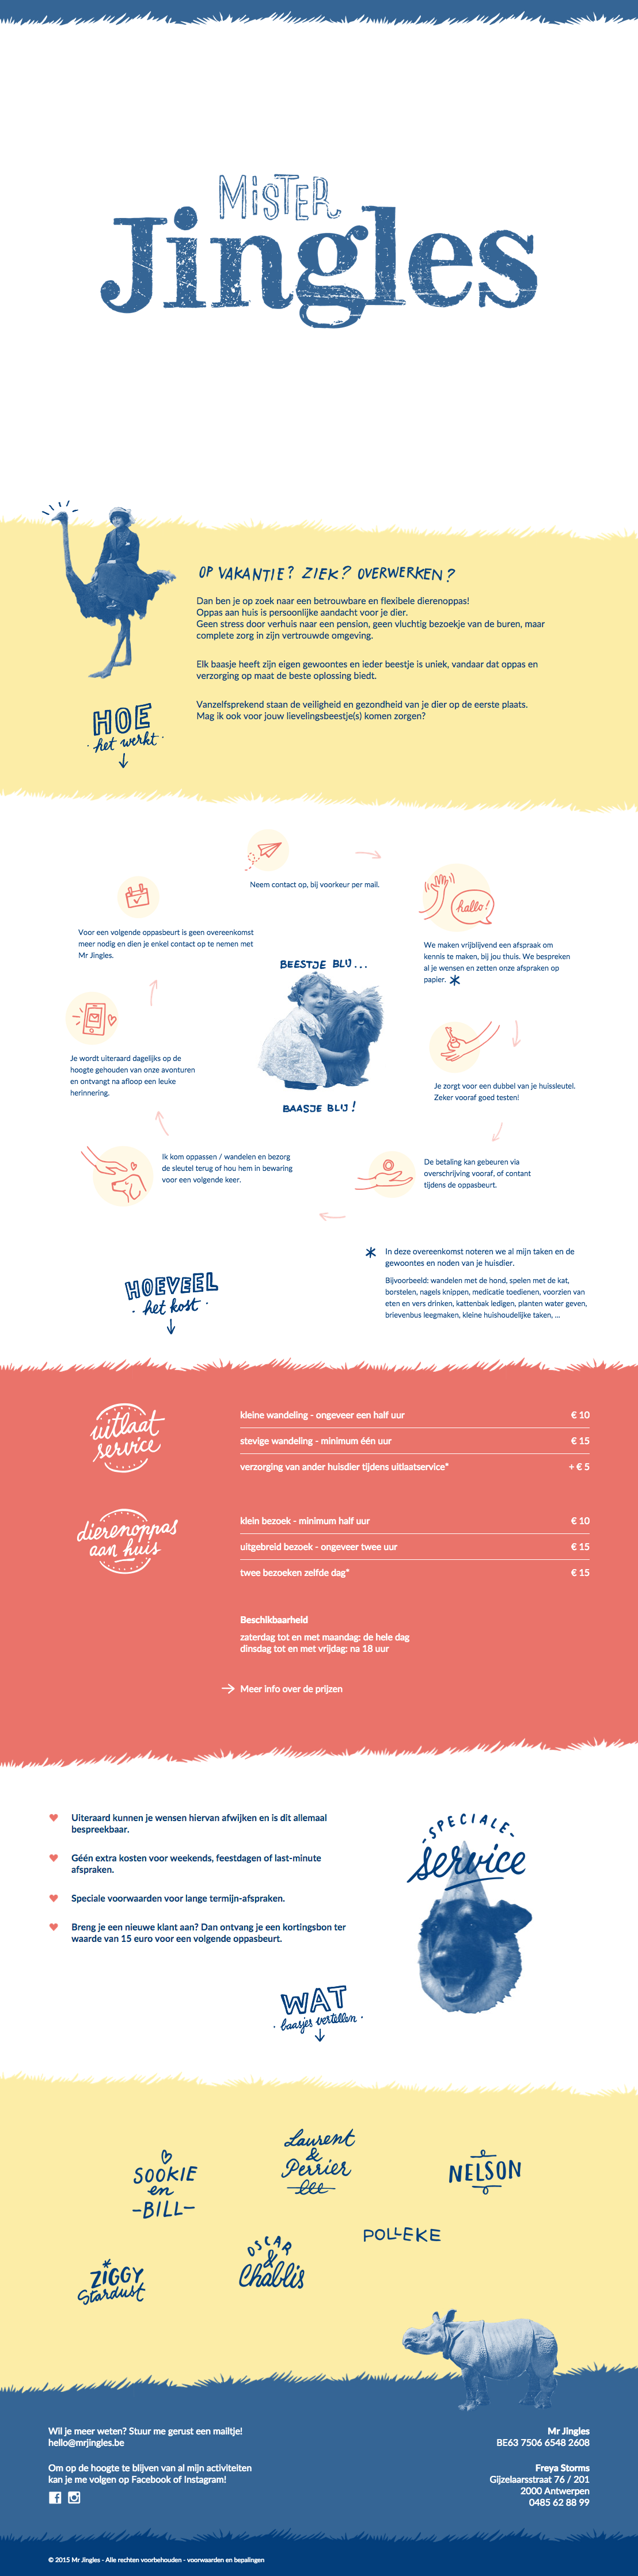 MISTER
Jingles
OP VAKANTIE? ZIEK? OVERWERKEN?
Dan ben je op zoek naar een betrouwbare en flexibele dierenoppas!
Oppas aan huis is persoonlijke aandacht voor je dier.
Geen stress door verhuis naar een pension, geen vluchtig bezoekje van de buren, maar
complete zorg in zijn vertrouwde omgeving.
Elk baasje heeft zijn eigen gewoontes en ieder beestje is uniek, vandaar dat oppas en
verzorging op maat de beste oplossing biedt.
Vanzelfsprekend staan de veiligheid en gezondheid van je dier op de eerste plaats.
Mag ik ook voor jouw lievelingsbeestje(s) komen zorgen?
HOE
het werkt
Neem contact op, bij voorkeur per mail.
hallo!
We maken vrijblijvend een afspraak om
kennis te maken, bij jou thuis. We bespreken
al je wensen en zetten onze afspraken op
papier. *
Je zorgt voor een dubbel van je huissleutel.
Zeker vooraf goed testen!
De betaling kan gebeuren via
overschrijving vooraf, of contant
tijdens de oppasbeurt.
Ik kom oppassen / wandelen en bezorg
de sleutel terug of hou hem in bewaring
voor een volgende keer.
Je wordt uiteraard dagelijks op de
hoogte gehouden van onze avonturen
en ontvangt na afloop een leuke
herinnering.
Voor een volgende oppasbeurt is geen overeenkomst
meer nodig en dien je enkel contact op te nemen met
Mr Jingles.
BEESTJE BLIJ...
BAASJE BLIJ!
* In deze overeenkomst noteren we al mijn taken en de
gewoontes en noden van je huisdier.
Bijvoorbeeld: wandelen met de hond, spelen met de kat,
borstelen, nagels knippen, medicatie toedienen, voorzien van
eten en vers drinken, kattenbak ledigen, planten water geven,
brievenbus leegmaken, kleine huishoudelijke taken, ...
HOEVEEL
het kost
uitlaat
service
kleine wandeling - ongeveer een half uur € 10
stevige wandeling - minimum één uur € 15
verzorging van ander huisdier tijdens uitlaatservice* + € 5
dierenoppas
aan huis
klein bezoek - minimum half uur € 10
uitgebreid bezoek - ongeveer twee uur € 15
twee bezoeken zelfde dag* € 15
Beschikbaarheid
zaterdag tot en met maandag: de hele dag
dinsdag tot en met vrijdag: na 18 uur
Meer info over de prijzen
Uiteraard kunnen je wensen hiervan afwijken en is dit allemaal
bespreekbaar.
Géén extra kosten voor weekends, feestdagen of last-minute
afspraken.
Speciale voorwaarden voor lange termijn-afspraken.
Breng je een nieuwe klant aan? Dan ontvang je een kortingsbon ter
waarde van 15 euro voor een volgende oppasbeurt.
-SPECIALE-
service
WAT
baasjes vertellen
SOOKIE
en
-BILL-
Laurent
&
Perrier
NELSON
ZIGGY
Stardust
OSCAR
&
Chablis
POLLEKE
Wil je meer weten? Stuur me gerust een mailtje!
hello@mrjingles.be
Om op de hoogte te blijven van al mijn activiteiten
kan je me volgen op Facebook of Instagram!
Mr Jingles
BE63 7506 6548 2608
Freya Storms
Gijzelaarsstraat 76 / 201
2000 Antwerpen
0485 62 88 99
© 2015 Mr Jingles - Alle rechten voorbehouden - voorwaarden en bepalingen